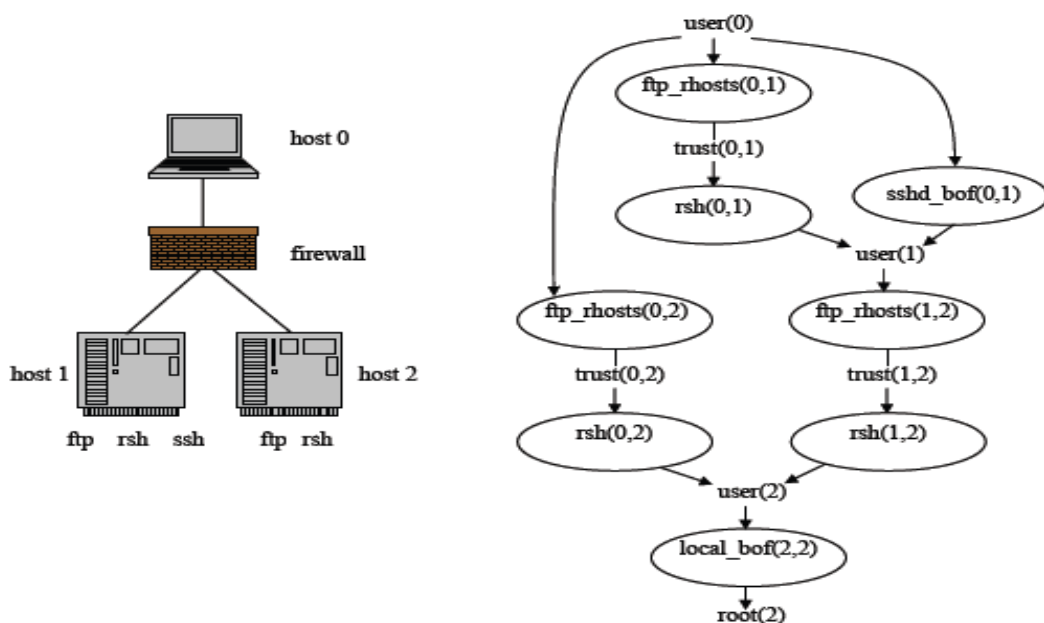 host 0
firewall
host 1
host 2
ftp rsh ssh
ftp rsh
user(0)
ftp_rhosts(0,1)
trust(0,1)
rsh(0,1)
sshd_bof(0,1)
user(1)
ftp_rhosts(0,2)
ftp_rhosts(1,2)
trust(0,2)
trust(1,2)
rsh(0,2)
rsh(1,2)
user(2)
local_bof(2,2)
root(2)